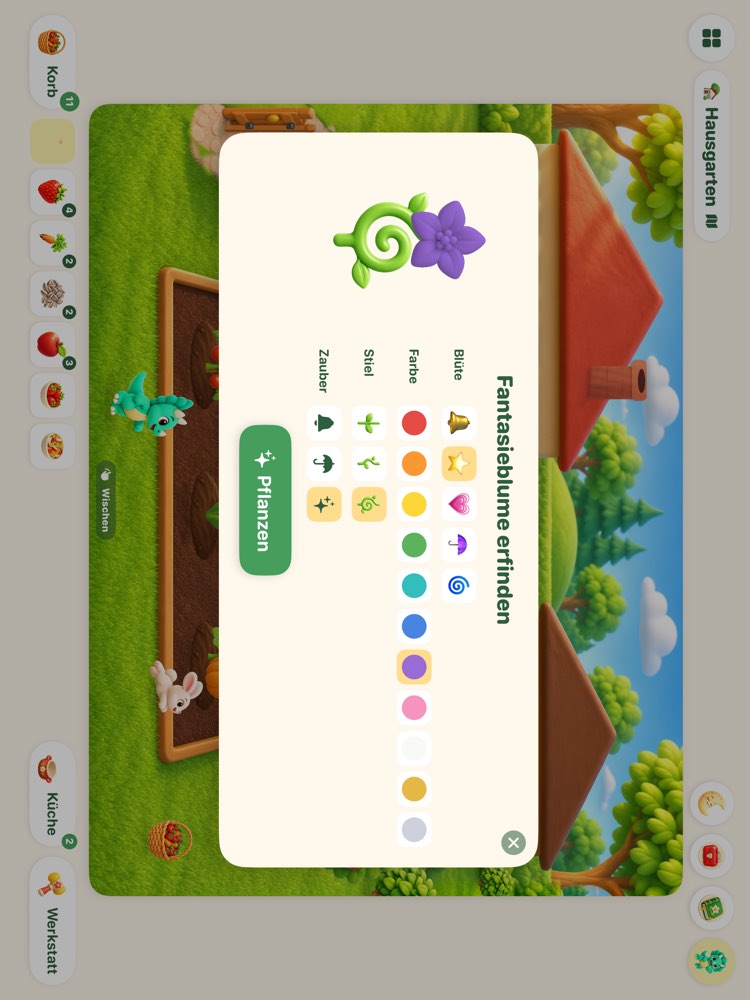 Hausgarten
Fantasieblume erfinden
Blüte
Farbe
Stiel
Zauber
Pflanzen
Wischen
Korb
11
4
2
2
3
Küche
2
Werkstatt